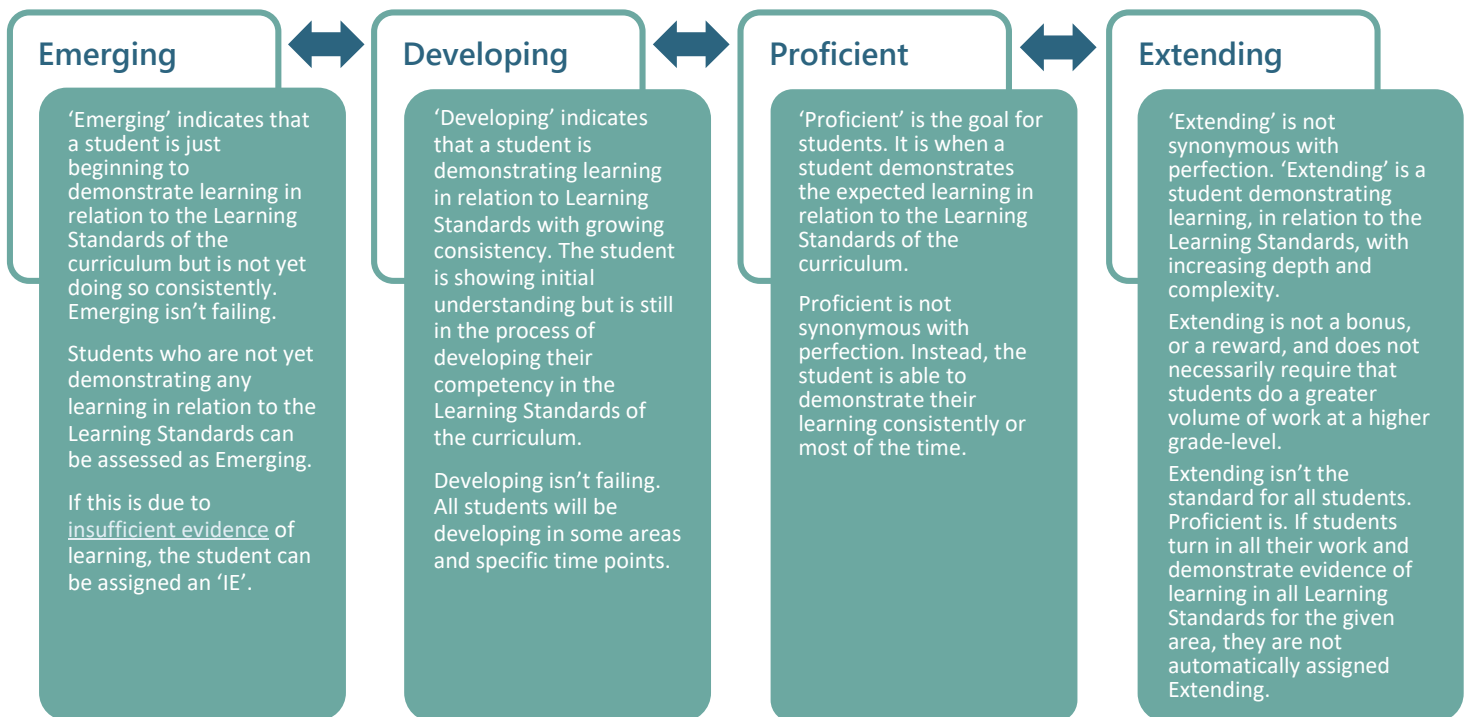 Emerging
‘Emerging’ indicates that
a student is just
beginning to
demonstrate learning in
relation to the Learning
Standards of the
curriculum but is not yet
doing so consistently.
Emerging isn’t failing.
Students who are not yet
demonstrating any
learning in relation to the
Learning Standards can
be assessed as Emerging.
If this is due to
insufficient evidence of
learning, the student can
be assigned an ‘IE’.
Developing
‘Developing’ indicates
that a student is
demonstrating learning
in relation to Learning
Standards with growing
consistency. The student
is showing initial
understanding but is still
in the process of
developing their
competency in the
Learning Standards of
the curriculum.
Developing isn’t failing.
All students will be
developing in some areas
and specific time points.
Proficient
‘Proficient’ is the goal for
students. It is when a
student demonstrates
the expected learning in
relation to the Learning
Standards of the
curriculum.
Proficient is not
synonymous with
perfection. Instead, the
student is able to
demonstrate their
learning consistently or
most of the time.
Extending
‘Extending’ is not
synonymous with
perfection. ‘Extending’ is a
student demonstrating
learning, in relation to the
Learning Standards, with
increasing depth and
complexity.
Extending is not a bonus,
or a reward, and does not
necessarily require that
students do a greater
volume of work at a higher
grade-level.
Extending isn’t the
standard for all students.
Proficient is. If students
turn in all their work and
demonstrate evidence of
learning in all Learning
Standards for the given
area, they are not
automatically assigned
Extending.